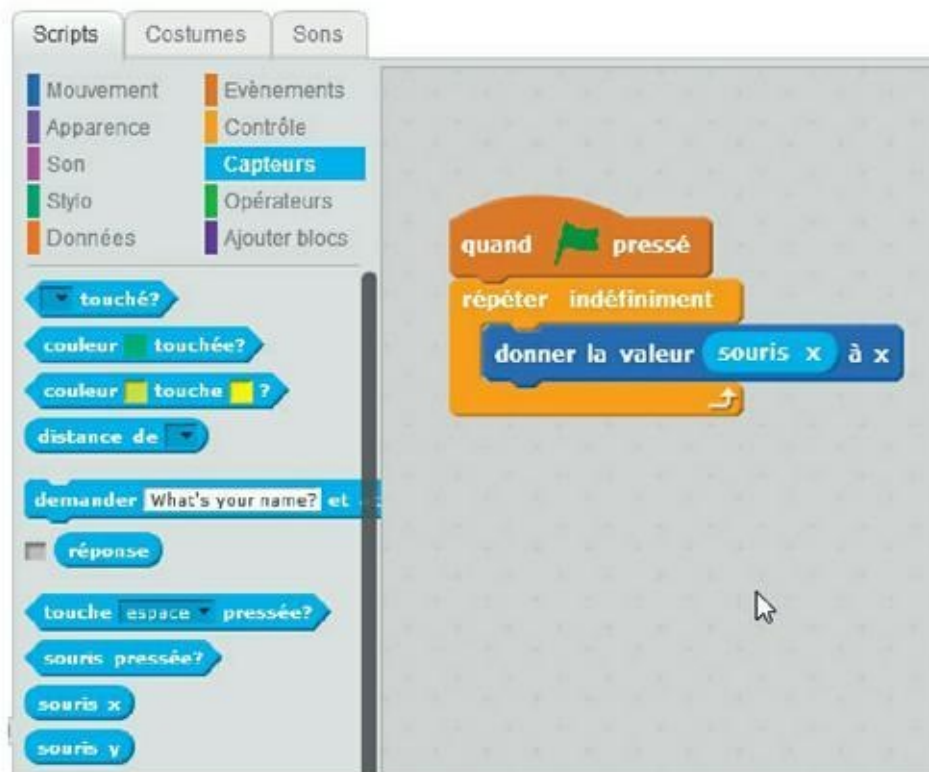 Scripts Costumes Sons
Mouvement Evènements
Apparence Contrôle
Son Capteurs
Stylo Opérateurs
Données Ajouter blocs
touché?
couleur touchée?
couleur touche ?
distance de
demander What's your name? et
réponse
touche espace pressée?
souris pressée?
souris x
souris y
quand pressé
répéter indéfiniment
donner la valeur souris x à x